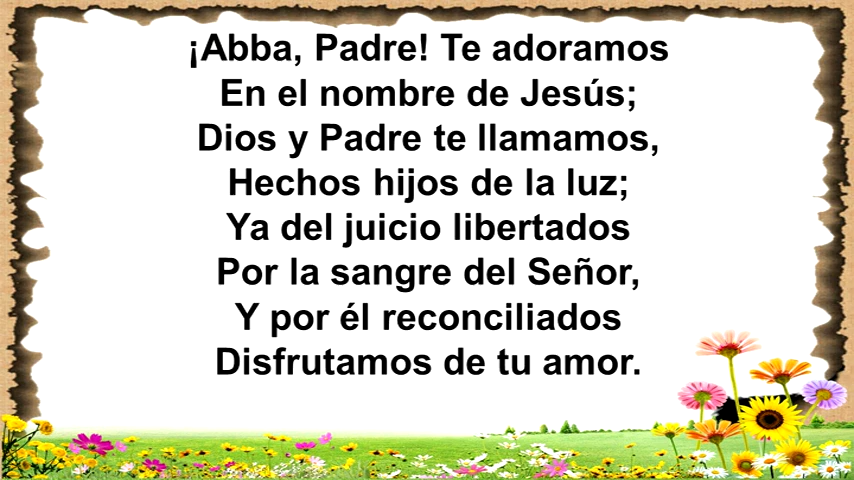 ¡Abba, Padre! Te adoramos
En el nombre de Jesús;
Dios y Padre te llamamos,
Hechos hijos de la luz;
Ya del juicio libertados
Por la sangre del Señor,
Y por él reconciliados
Disfrutamos de tu amor.